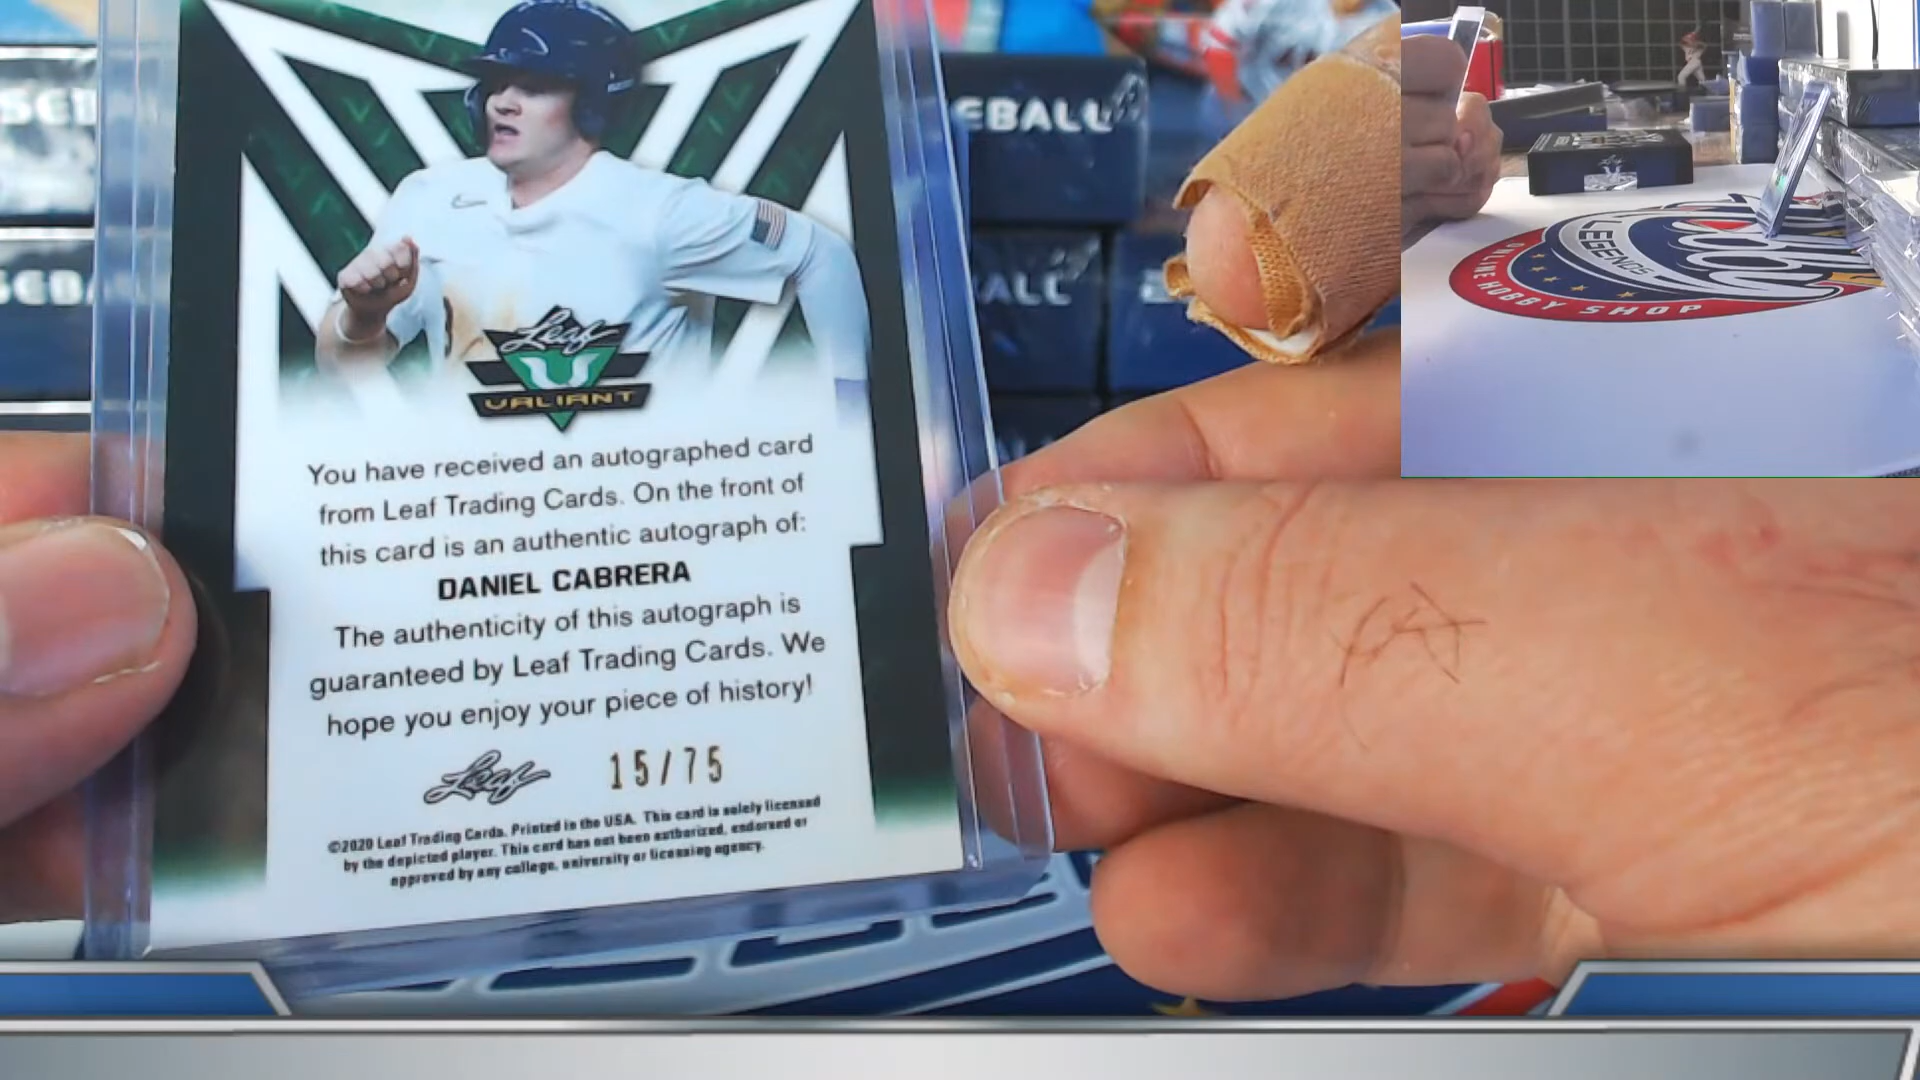 EBALL
Leaf
VALIANT
You have received an autographed card
from Leaf Trading Cards. On the front of
this card is an authentic autograph of:
DANIEL CABRERA
The authenticity of this autograph is
guaranteed by Leaf Trading Cards. We
hope you enjoy your piece of history!
Leaf 15/75
©2020 Leaf Trading Cards. Printed in the USA. This card is solely licensed
by the depicted player. This card has not been authorized, endorsed or
approved by any college, university or licensing agency.
SEB
ALL
LEGENDS
ONLINE HOBBY SHOP